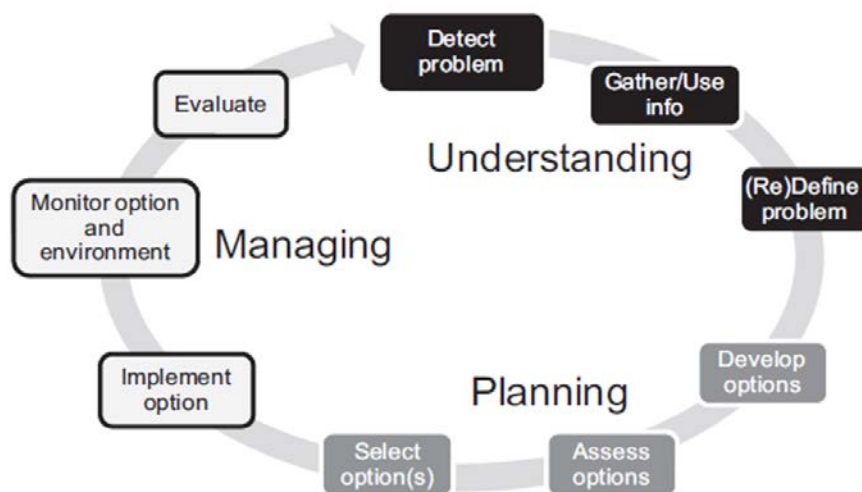 Detect
problem
Gather/Use
info
Understanding
(Re)Define
problem
Develop
options
Planning
Assess
options
Select
option(s)
Implement
option
Managing
Monitor option
and
environment
Evaluate